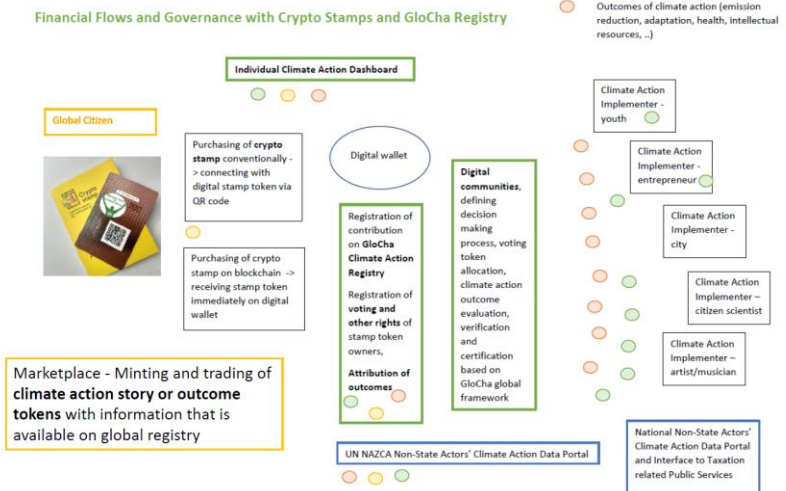 Financial Flows and Governance with Crypto Stamps and GloCha Registry
Outcomes of climate action (emission
reduction, adaptation, health, intellectual
resources, ..)
Individual Climate Action Dashboard
Global Citizen
Crypto
stamp
Purchasing of crypto
stamp conventionally -
> connecting with
digital stamp token via
QR code
Purchasing of crypto
stamp on blockchain ->
receiving stamp token
immediately on digital
wallet
Digital wallet
Registration of
contribution
on GloCha
Climate Action
Registry
Registration of
voting and
other rights of
stamp token
owners,
Attribution of
outcomes
Digital
communities,
defining
decision
making
process, voting
token
allocation,
climate action
outcome
evaluation,
verification
and
certification
based on
GloCha global
framework
Climate Action
Implementer -
youth
Climate Action
Implementer -
entrepreneur
Climate Action
Implementer -
city
Climate Action
Implementer –
citizen scientist
Climate Action
Implementer –
artist/musician
Marketplace - Minting and trading of
climate action story or outcome
tokens with information that is
available on global registry
UN NAZCA Non-State Actors' Climate Action Data Portal
National Non-State Actors'
Climate Action Data Portal
and Interface to Taxation
related Public Services